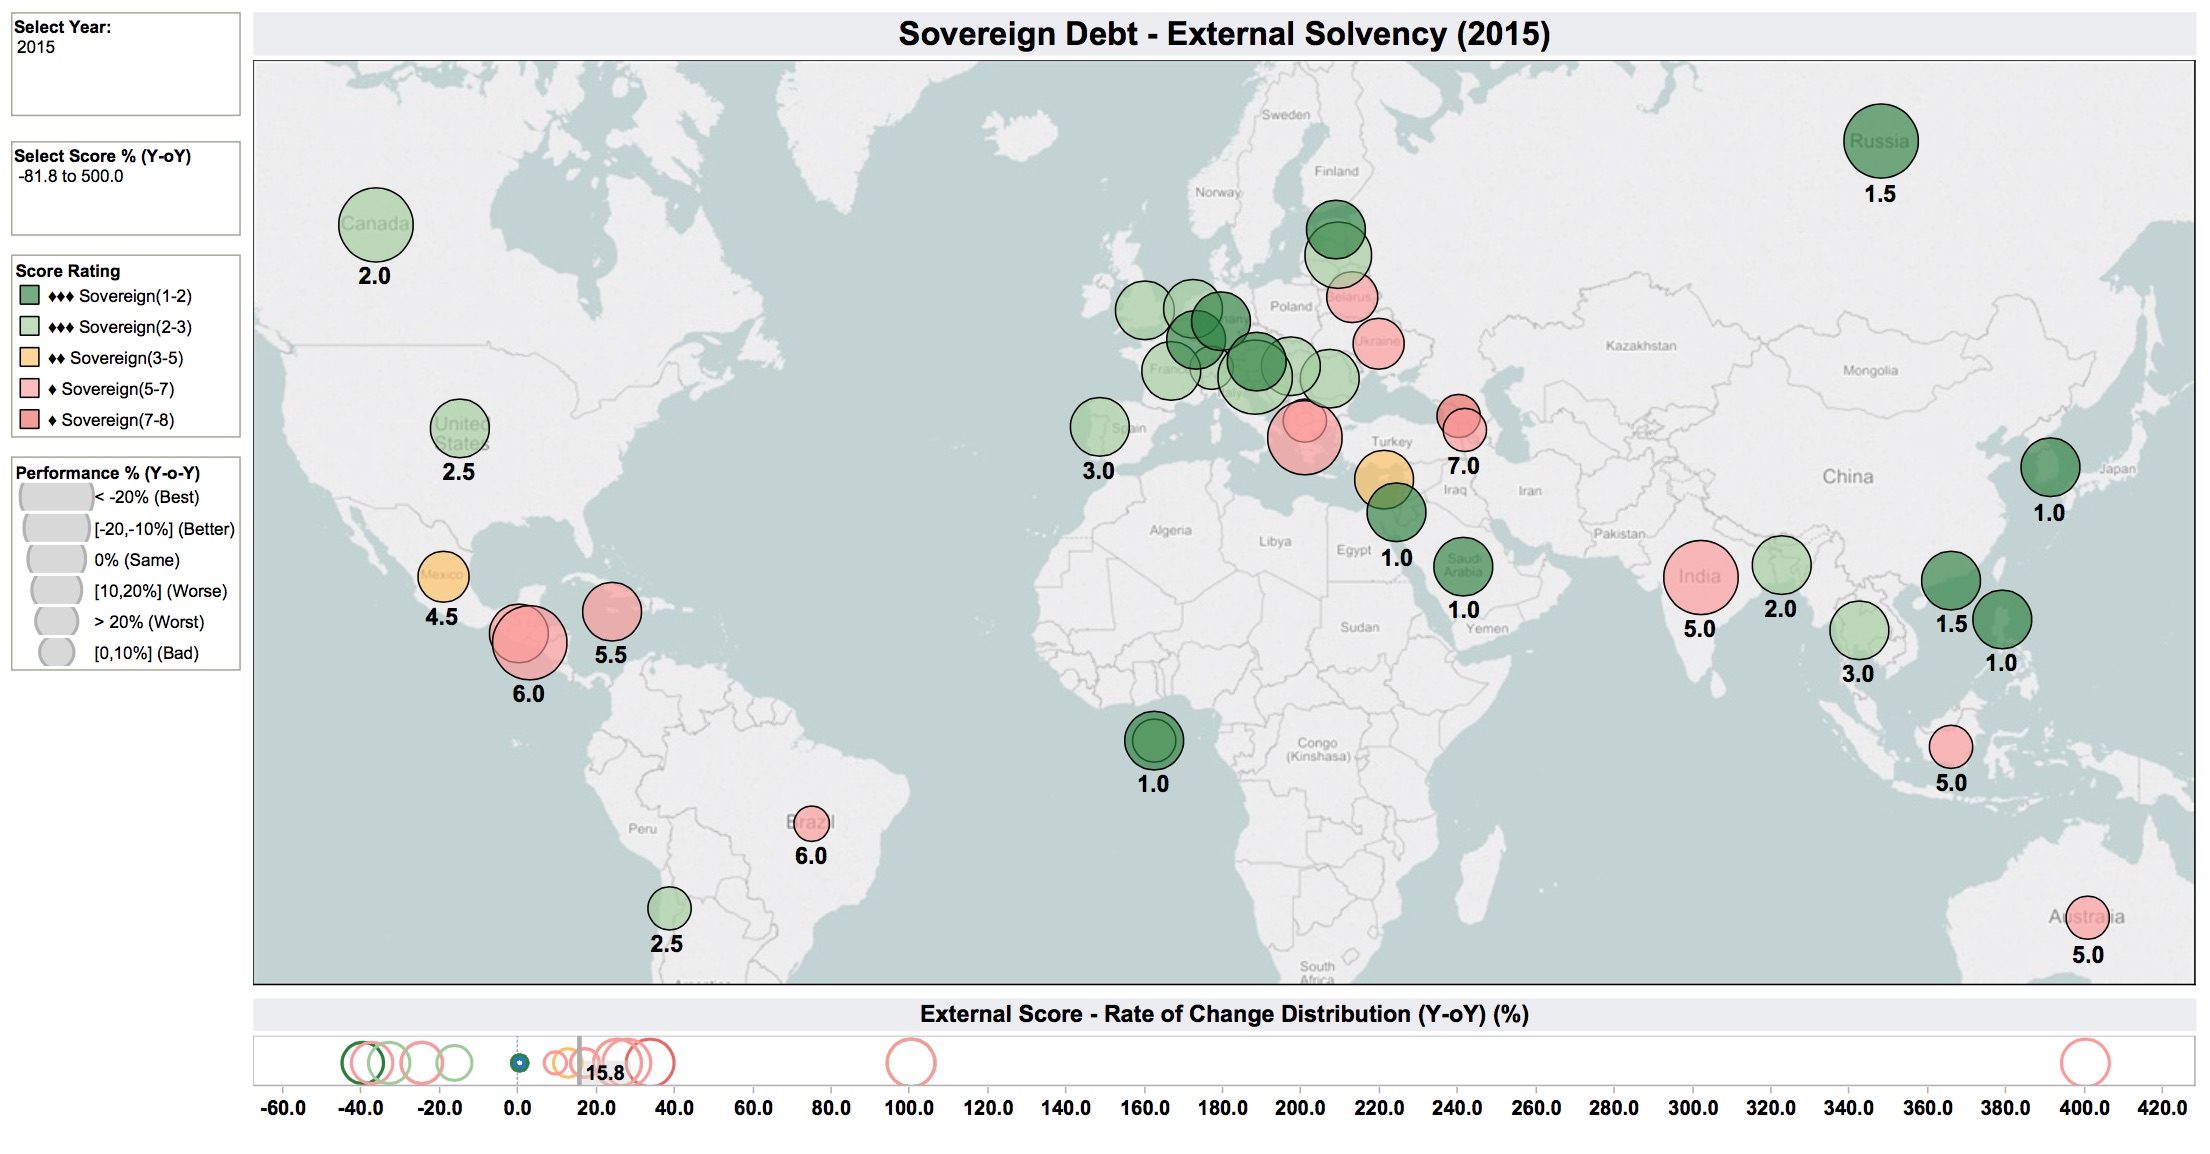 Select Year:
2015
Select Score % (Y-oY)
-81.8 to 500.0
Score Rating
♦♦♦ Sovereign(1-2)
♦♦♦ Sovereign(2-3)
♦♦ Sovereign(3-5)
♦ Sovereign(5-7)
♦ Sovereign(7-8)
Performance % (Y-o-Y)
< -20% (Best)
[-20,-10%] (Better)
0% (Same)
[10,20%] (Worse)
> 20% (Worst)
[0,10%] (Bad)
Sovereign Debt - External Solvency (2015)
Sweden
Russia
1.5
Finland
Norway
Canada
2.0
Belarus
Poland
Ukraine
Kazakhstan
France
Mongolia
United
States
2.5
Spain
3.0
Turkey
7.0
China
Japan
1.0
Iraq
Iran
Algeria
Libya
Egypt
1.0
Pakistan
Saudi
Arabia
1.0
India
5.0
2.0
1.5
1.0
Mexico
4.5
5.5
6.0
Sudan
Yemen
3.0
Congo
(Kinshasa)
1.0
5.0
Peru
Brazil
6.0
2.5
Australia
5.0
South
Africa
External Score - Rate of Change Distribution (Y-oY) (%)
15.8
-60.0 -40.0 -20.0 0.0 20.0 40.0 60.0 80.0 100.0 120.0 140.0 160.0 180.0 200.0 220.0 240.0 260.0 280.0 300.0 320.0 340.0 360.0 380.0 400.0 420.0